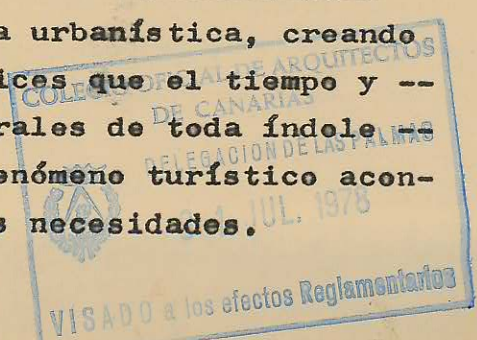 a urbanística, creando
ices que el tiempo y --
rales de toda índole --
enómeno turístico acon-
s necesidades.
COLEGIO OFICIAL DE ARQUITECTOS
DE CANARIAS
DELEGACION DE LAS PALMAS
JUL. 1978
VISADO a los efectos Reglamentarios